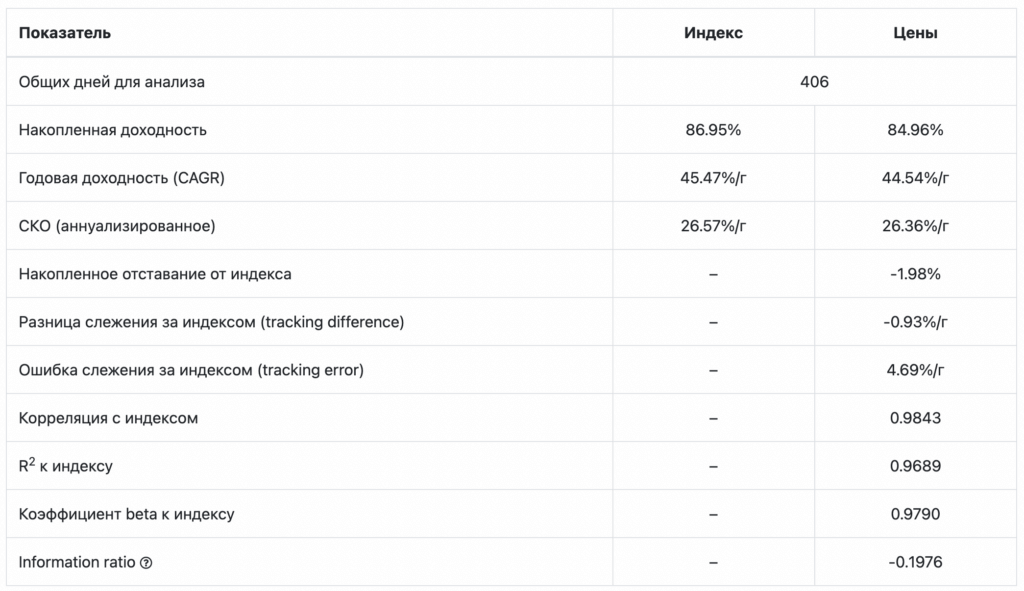 Показатель Индекс Цены
Общих дней для анализа 406
Накопленная доходность 86.95% 84.96%
Годовая доходность (CAGR) 45.47%/г 44.54%/г
СКО (аннуализированное) 26.57%/г 26.36%/г
Накопленное отставание от индекса – -1.98%
Разница слежения за индексом (tracking difference) – -0.93%/г
Ошибка слежения за индексом (tracking error) – 4.69%/г
Корреляция с индексом – 0.9843
R² к индексу – 0.9689
Коэффициент beta к индексу – 0.9790
Information ratio ? – -0.1976